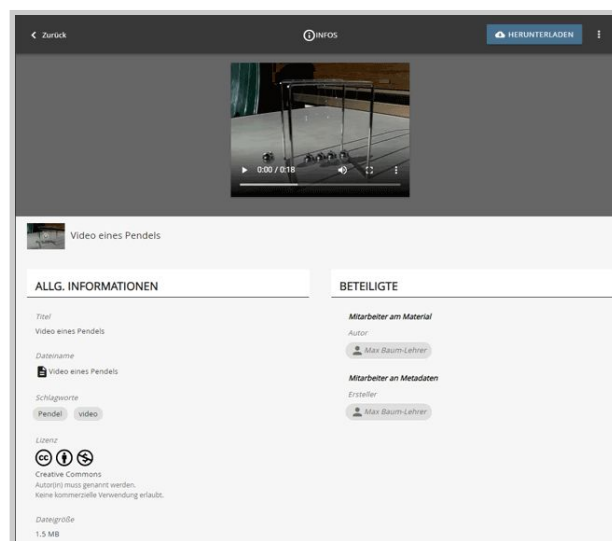 Zurück
INFOS
HERUNTERLADEN
0:00 / 0:18
Video eines Pendels
ALLG. INFORMATIONEN
Titel
Video eines Pendels
Dateiname
Video eines Pendels
Schlagworte
Pendel video
Lizenz
cc
Creative Commons
Autor(in) muss genannt werden.
Keine kommerzielle Verwendung erlaubt.
Dateigröße
1.5 MB
BETEILIGTE
Mitarbeiter am Material
Autor
Max Baum-Lehrer
Mitarbeiter an Metadaten
Ersteller
Max Baum-Lehrer